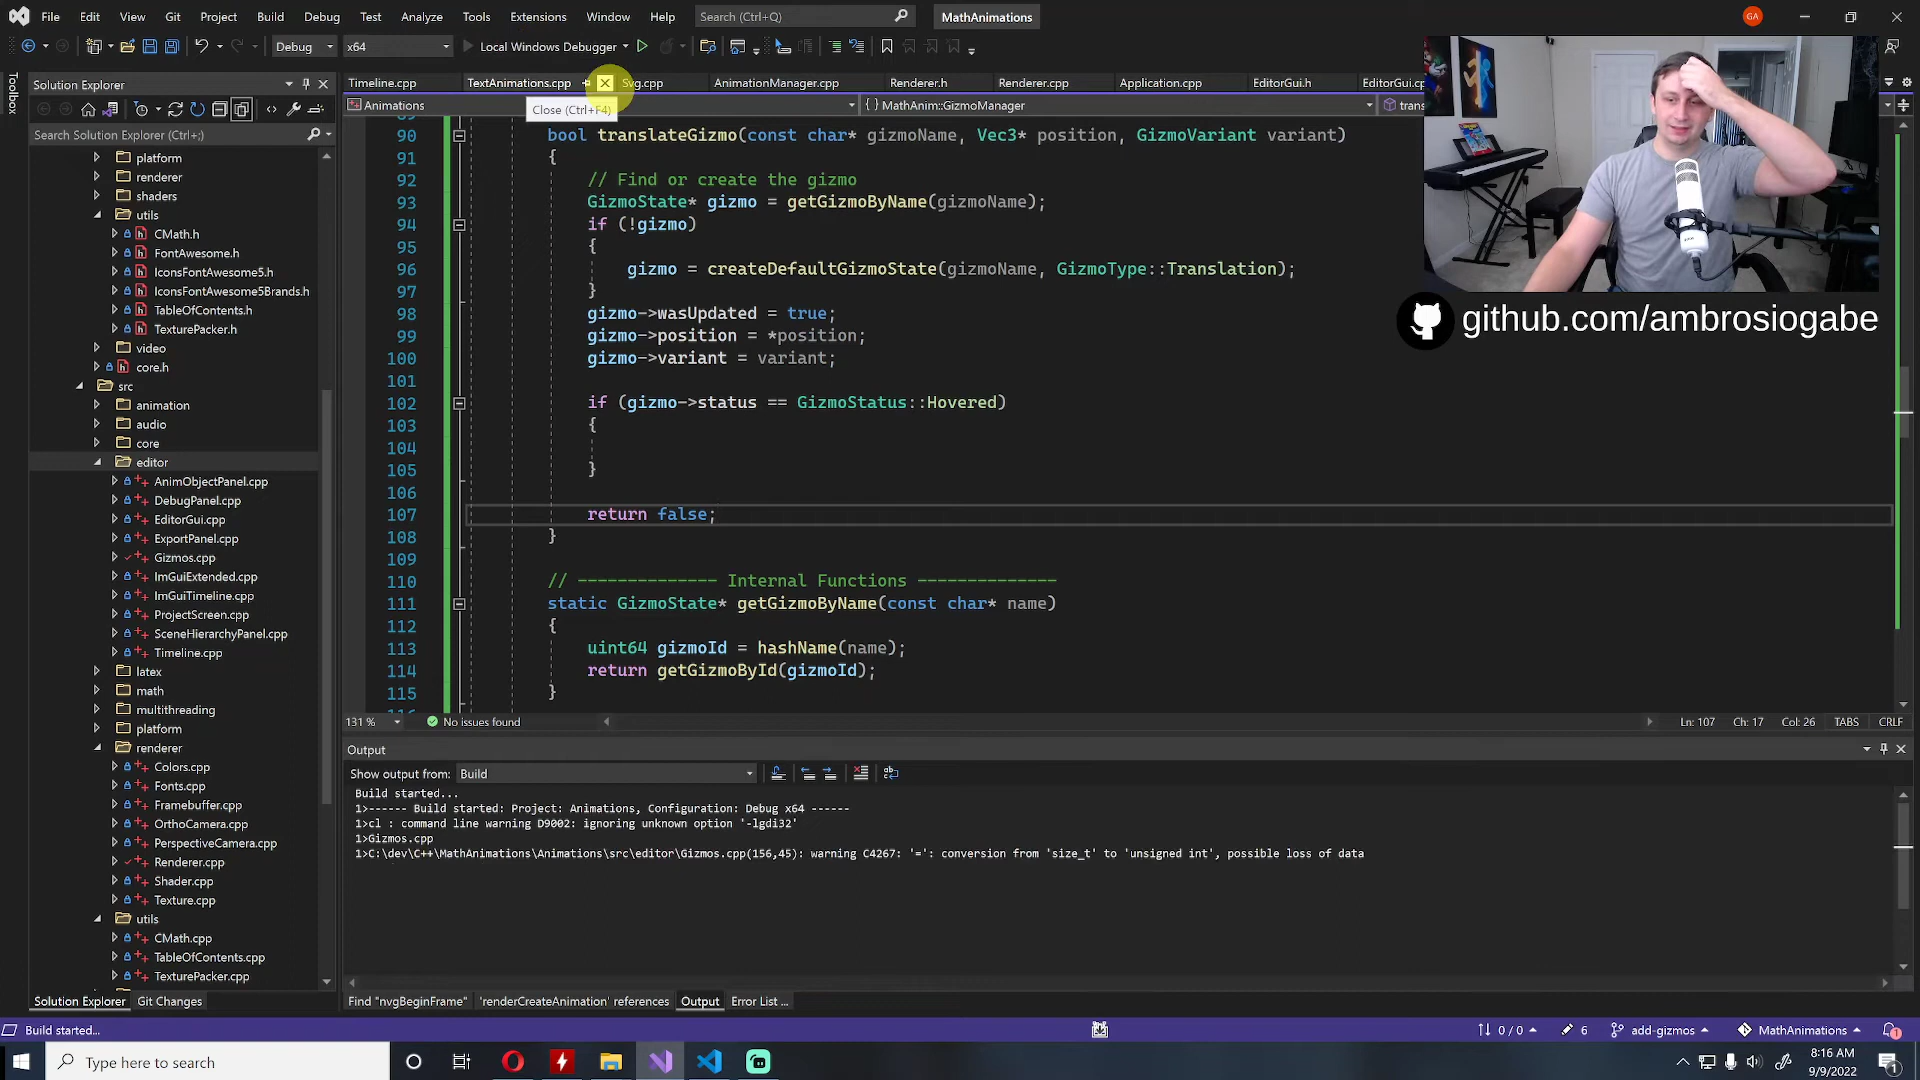 File Edit View Git Project Build Debug Test Analyze Tools Extensions Window Help Search (Ctrl+Q) MathAnimations GA
Debug x64 Local Windows Debugger
Toolbox
Solution Explorer
Timeline.cpp TextAnimations.cpp Svg.cpp AnimationManager.cpp Renderer.h Renderer.cpp Application.cpp EditorGui.h EditorGui.cp
Close (Ctrl+F4)
Animations { } MathAnim::GizmoManager trans
Search Solution Explorer (Ctrl+;)
platform
renderer
shaders
utils
CMath.h
FontAwesome.h
IconsFontAwesome5.h
IconsFontAwesome5Brands.h
TableOfContents.h
TexturePacker.h
video
core.h
src
animation
audio
core
editor
AnimObjectPanel.cpp
DebugPanel.cpp
EditorGui.cpp
ExportPanel.cpp
Gizmos.cpp
ImGuiExtended.cpp
ImGuiTimeline.cpp
ProjectScreen.cpp
SceneHierarchyPanel.cpp
Timeline.cpp
latex
math
multithreading
platform
renderer
Colors.cpp
Fonts.cpp
Framebuffer.cpp
OrthoCamera.cpp
PerspectiveCamera.cpp
Renderer.cpp
Shader.cpp
Texture.cpp
utils
CMath.cpp
TableOfContents.cpp
TexturePacker.cpp
Solution Explorer Git Changes
90 bool translateGizmo(const char* gizmoName, Vec3* position, GizmoVariant variant)
91 {
92 // Find or create the gizmo
93 GizmoState* gizmo = getGizmoByName(gizmoName);
94 if (!gizmo)
95 {
96 gizmo = createDefaultGizmoState(gizmoName, GizmoType::Translation);
97 }
98 gizmo->wasUpdated = true;
99 gizmo->position = *position;
100 gizmo->variant = variant;
101
102 if (gizmo->status == GizmoStatus::Hovered)
103 {
104
105 }
106
107 return false;
108 }
109
110 // -------------- Internal Functions --------------
111 static GizmoState* getGizmoByName(const char* name)
112 {
113 uint64 gizmoId = hashName(name);
114 return getGizmoById(gizmoId);
115 }
github.com/ambrosiogabe
131 % No issues found Ln: 107 Ch: 17 Col: 26 TABS CRLF
Output
Show output from: Build
Build started...
1>------ Build started: Project: Animations, Configuration: Debug x64 ------
1>cl : command line warning D9002: ignoring unknown option '-lgdi32'
1>Gizmos.cpp
1>C:\dev\C++\MathAnimations\Animations\src\editor\Gizmos.cpp(156,45): warning C4267: '=': conversion from 'size_t' to 'unsigned int', possible loss of data
Find "nvgBeginFrame" 'renderCreateAnimation' references Output Error List ...
Build started... 0 / 0 6 add-gizmos MathAnimations 1
Type here to search 8:16 AM
9/9/2022 1